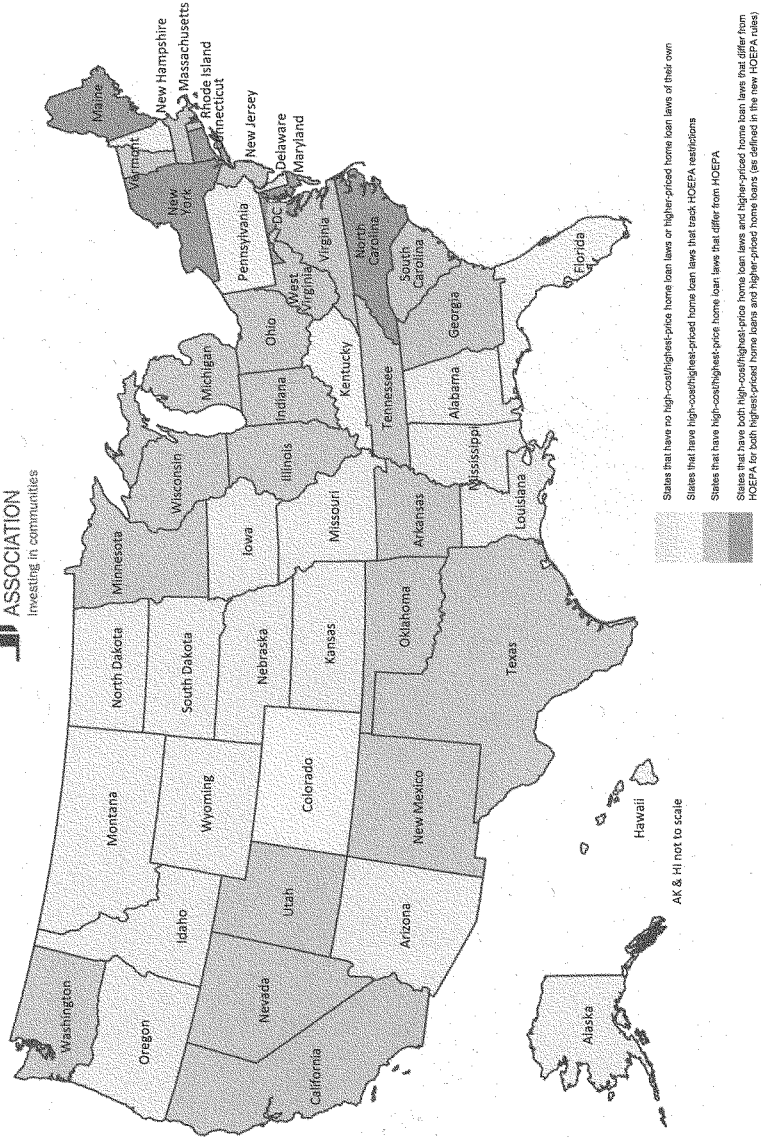 ASSOCIATION
Investing in communities
Washington
Oregon
California
Nevada
Idaho
Montana
Wyoming
Utah
Arizona
Colorado
New Mexico
North Dakota
South Dakota
Nebraska
Kansas
Oklahoma
Texas
Minnesota
Iowa
Missouri
Arkansas
Louisiana
Wisconsin
Illinois
Michigan
Indiana
Ohio
Kentucky
Tennessee
Mississippi
Alabama
Georgia
Florida
South
Carolina
North
Carolina
Virginia
West
Virginia
DC
Maryland
Delaware
Pennsylvania
New Jersey
New
York
Connecticut
Rhode Island
Massachusetts
Vermont
New Hampshire
Maine
Alaska
Hawaii
AK & HI not to scale
States that have no high-cost/highest-price home loan laws or higher-priced home loan laws of their own
States that have high-cost/highest-priced home loan laws that track HOEPA restrictions
States that have high-cost/highest-price home loan laws that differ from HOEPA
States that have both high-cost/highest-price home loan laws and higher-priced home loan laws that differ from
HOEPA for both highest-priced home loans and higher-priced home loans (as defined in the new HOEPA rules)